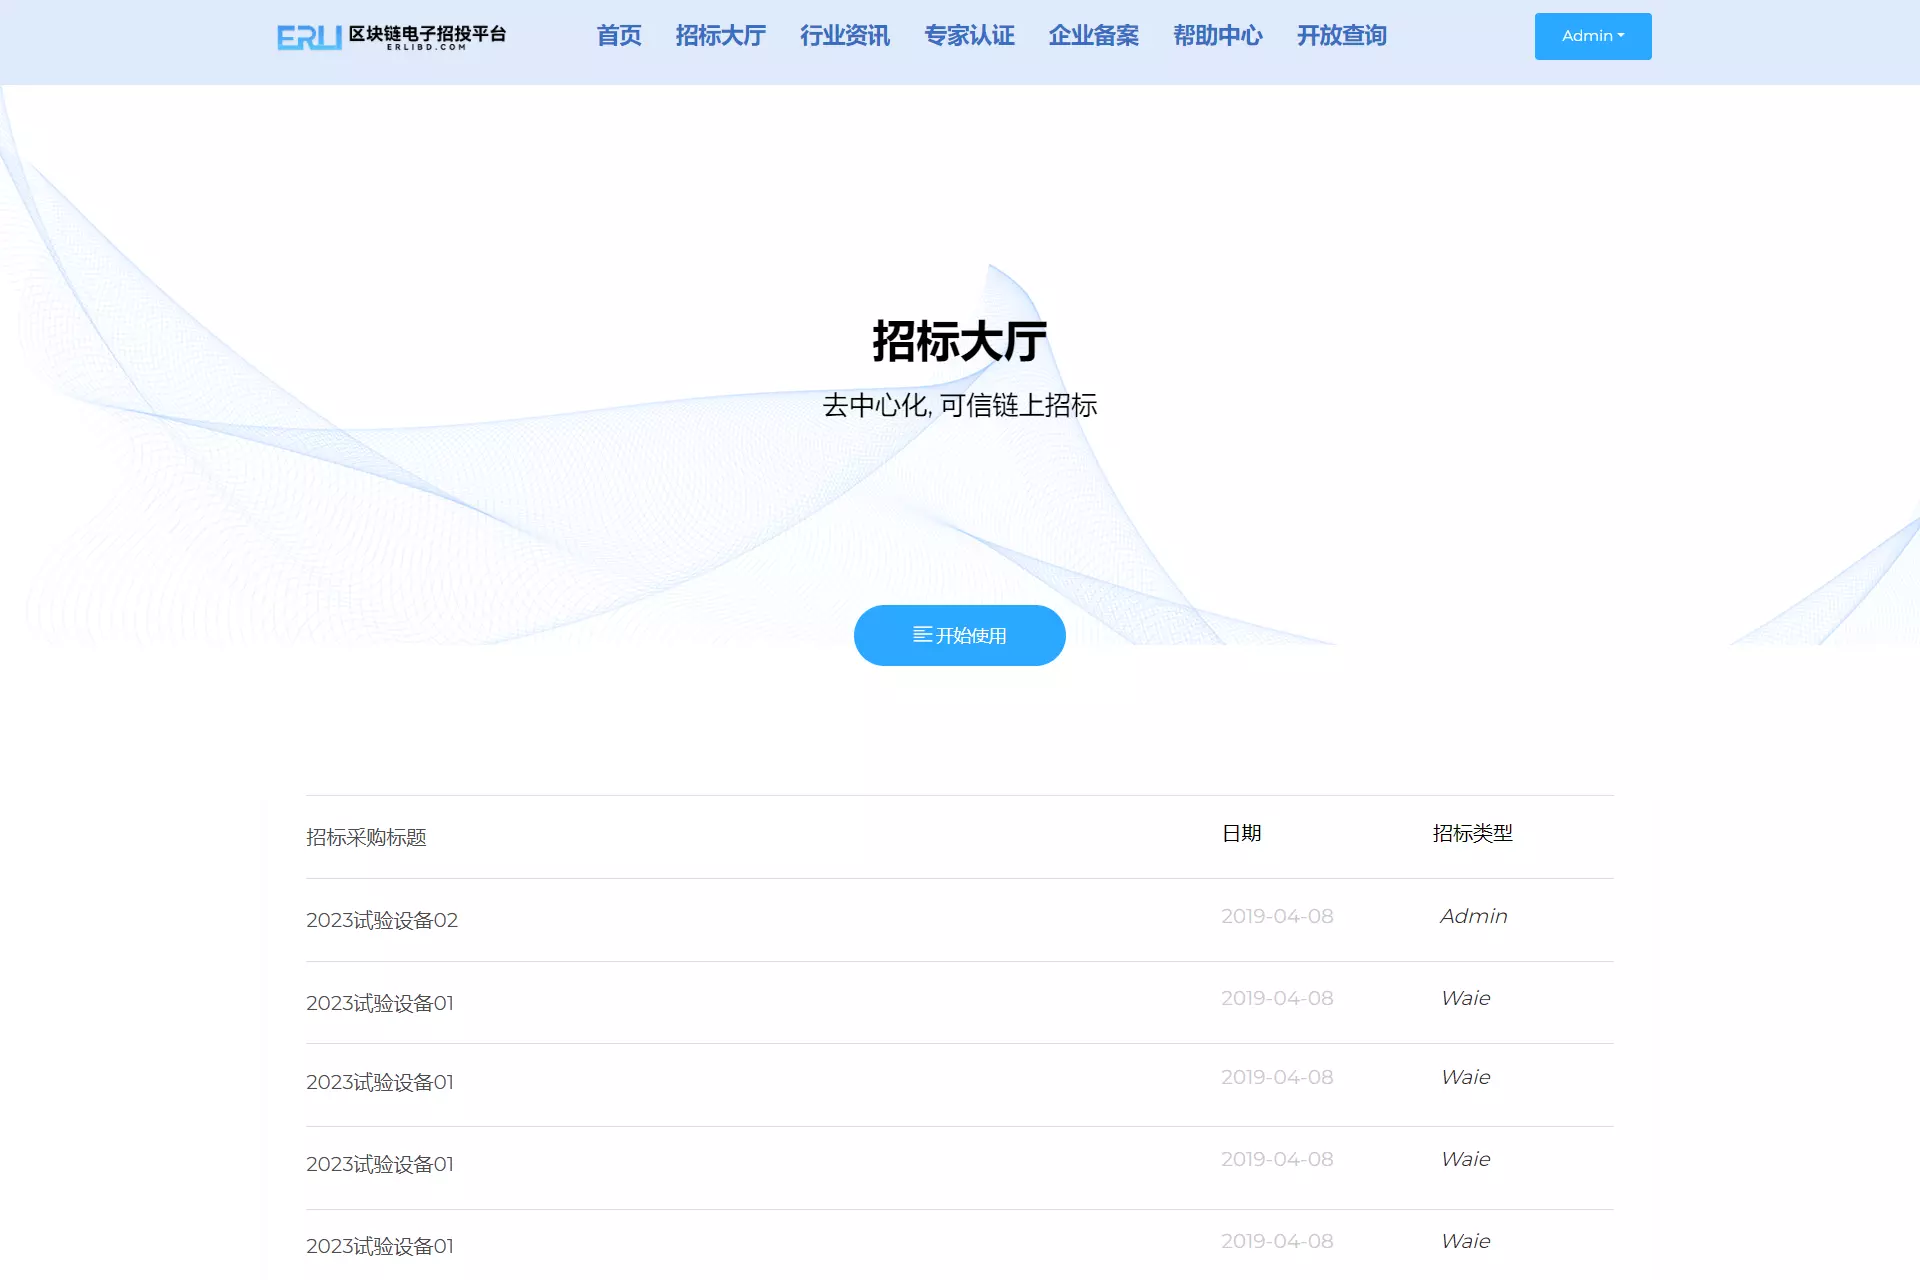 ERLI 区块链电子招投平台
ERLIBD.COM
首页 招标大厅 行业资讯 专家认证 企业备案 帮助中心 开放查询
Admin
招标大厅
去中心化, 可信链上招标
开始使用
招标采购标题 日期 招标类型
2023试验设备02 2019-04-08 Admin
2023试验设备01 2019-04-08 Waie
2023试验设备01 2019-04-08 Waie
2023试验设备01 2019-04-08 Waie
2023试验设备01 2019-04-08 Waie